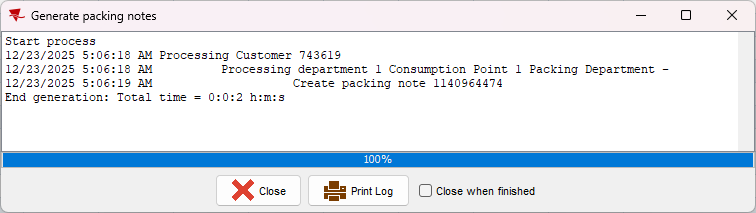 Generate packing notes
Start process
12/23/2025 5:06:18 AM Processing Customer 743619
12/23/2025 5:06:18 AM Processing department 1 Consumption Point 1 Packing Department -
12/23/2025 5:06:19 AM Create packing note 1140964474
End generation: Total time = 0:0:2 h:m:s
100%
Close Print Log Close when finished